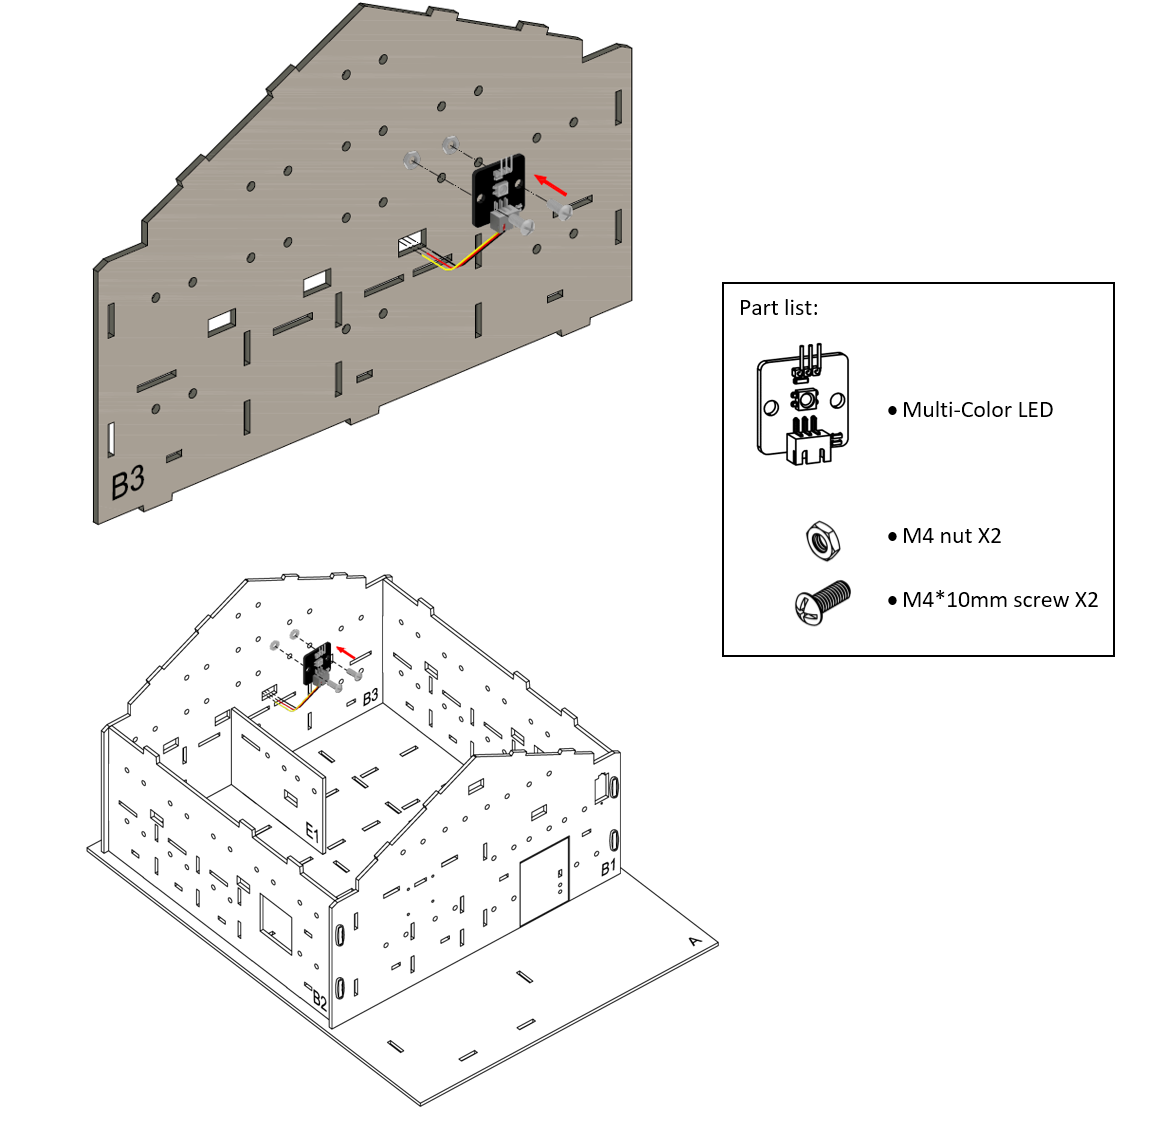 B3
Part list:
• Multi-Color LED
• M4 nut X2
• M4*10mm screw X2
B3
E1
B1
B2
A